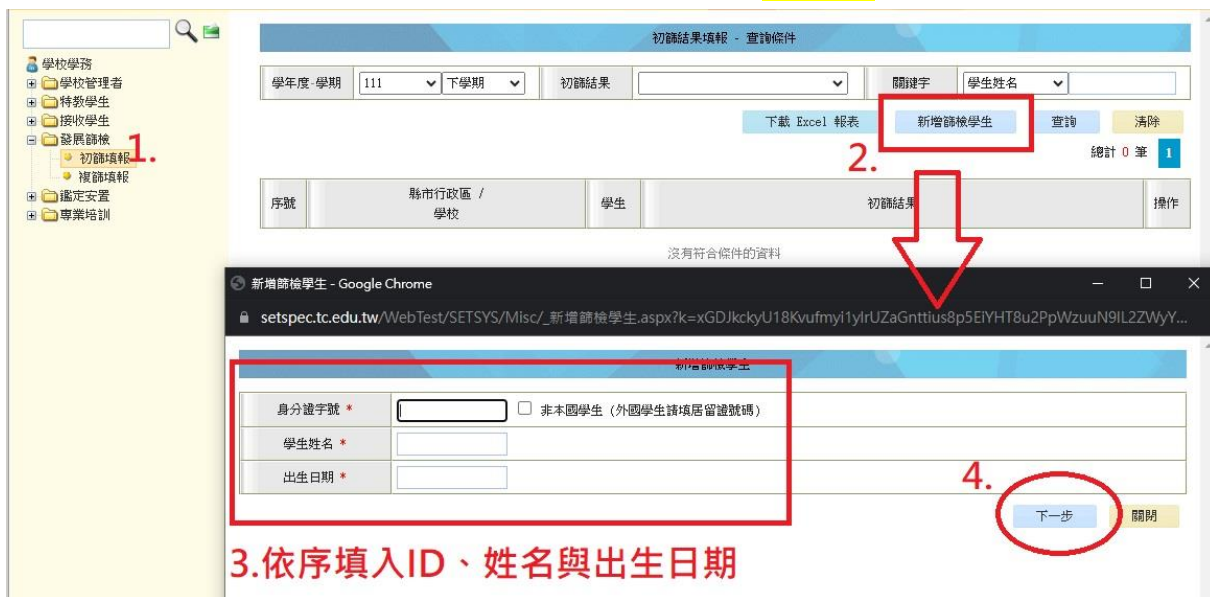 初篩結果填報 - 查詢條件
學校學務
學校管理者
特教學生
接收學生
發展篩檢
初篩填報
複篩填報
鑑定安置
專業培訓
1.
學年度-學期 111 下學期 初篩結果 關鍵字 學生姓名
下載 Excel 報表 新增篩檢學生 查詢 清除
2.
總計 0 筆 1
序號 縣市行政區 / 學校 學生 初篩結果 操作
沒有符合條件的資料
新增篩檢學生 - Google Chrome
setspec.tc.edu.tw/WebTest/SETSYS/Misc/_新增篩檢學生.aspx?k=xGDJkckyU18Kvufmyi1ylrUZaGnttius8p5EiYHT8u2PpWzuuN9IL2ZWyY...
新增篩檢學生
身分證字號 * 非本國學生 (外國學生請填居留證號碼)
學生姓名 *
出生日期 *
4.
下一步 關閉
3.依序填入ID、姓名與出生日期